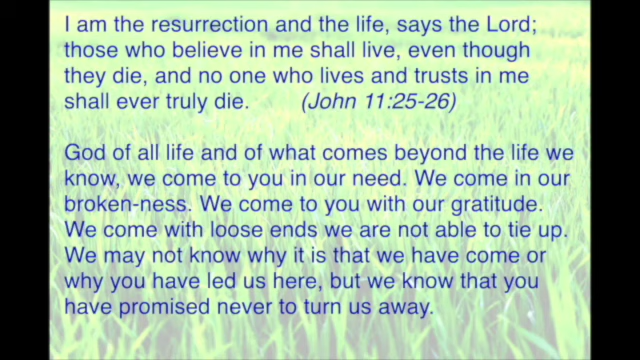 I am the resurrection and the life, says the Lord;
those who believe in me shall live, even though
they die, and no one who lives and trusts in me
shall ever truly die. (John 11:25-26)
God of all life and of what comes beyond the life we
know, we come to you in our need. We come in our
broken-ness. We come to you with our gratitude.
We come with loose ends we are not able to tie up.
We may not know why it is that we have come or
why you have led us here, but we know that you
have promised never to turn us away.